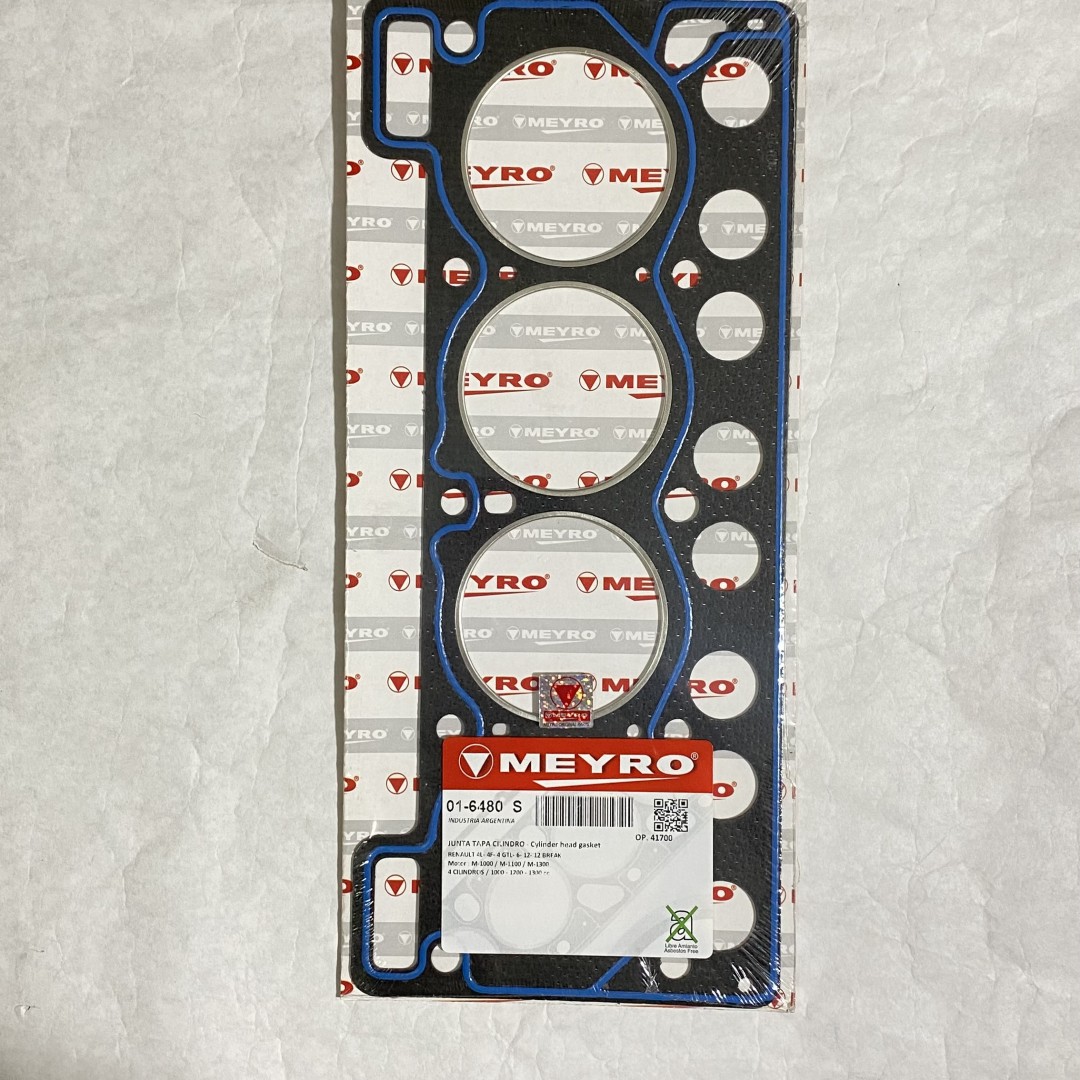 MEYRO®
MEYRO
01-6480 S
INDUSTRIA ARGENTINA
OP. 41700
JUNTA TAPA CILINDRO - Cylinder head gasket
RENAULT 4L- 4F- 4 GTL- 6- 12- 12 BREAK
Motor : M-1000 / M-1100 / M-1300
4 CILINDROS / 1000 - 1200 - 1300 cc
Libre Amianto
Asbestos Free